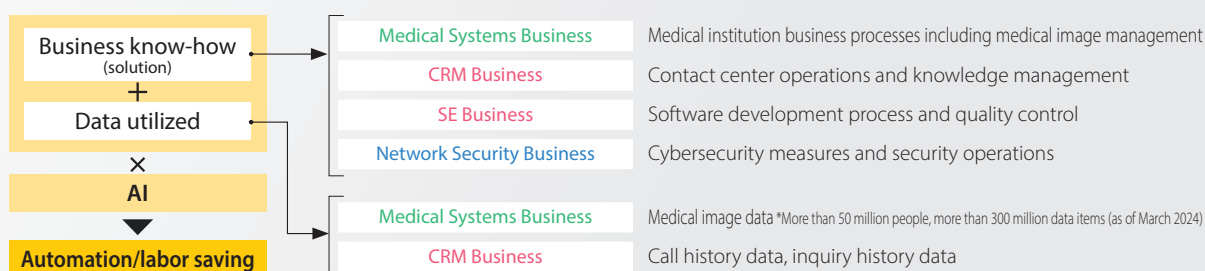 Business know-how
(solution)
+
Data utilized
×
AI
Automation/labor saving
Medical Systems Business Medical institution business processes including medical image management
CRM Business Contact center operations and knowledge management
SE Business Software development process and quality control
Network Security Business Cybersecurity measures and security operations
Medical Systems Business Medical image data *More than 50 million people, more than 300 million data items (as of March 2024)
CRM Business Call history data, inquiry history data